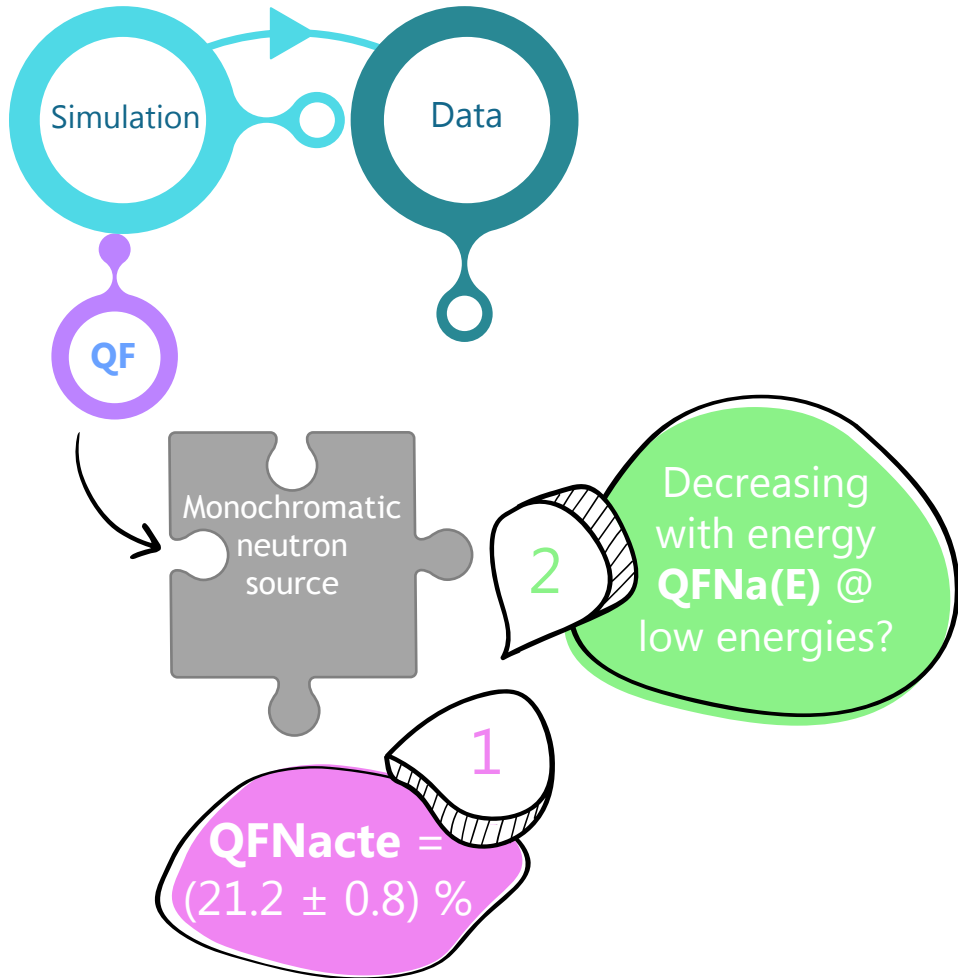 Simulation
Data
QF
Monochromatic
neutron
source
2
Decreasing
with energy
QFNa(E) @
low energies?
1
QFNacte =
(21.2 ± 0.8) %